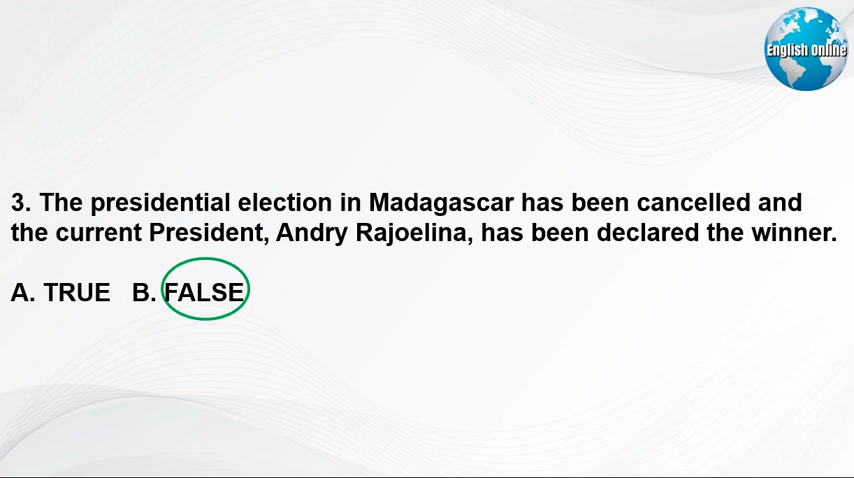 English Online
3. The presidential election in Madagascar has been cancelled and
the current President, Andry Rajoelina, has been declared the winner.
A. TRUE B. FALSE